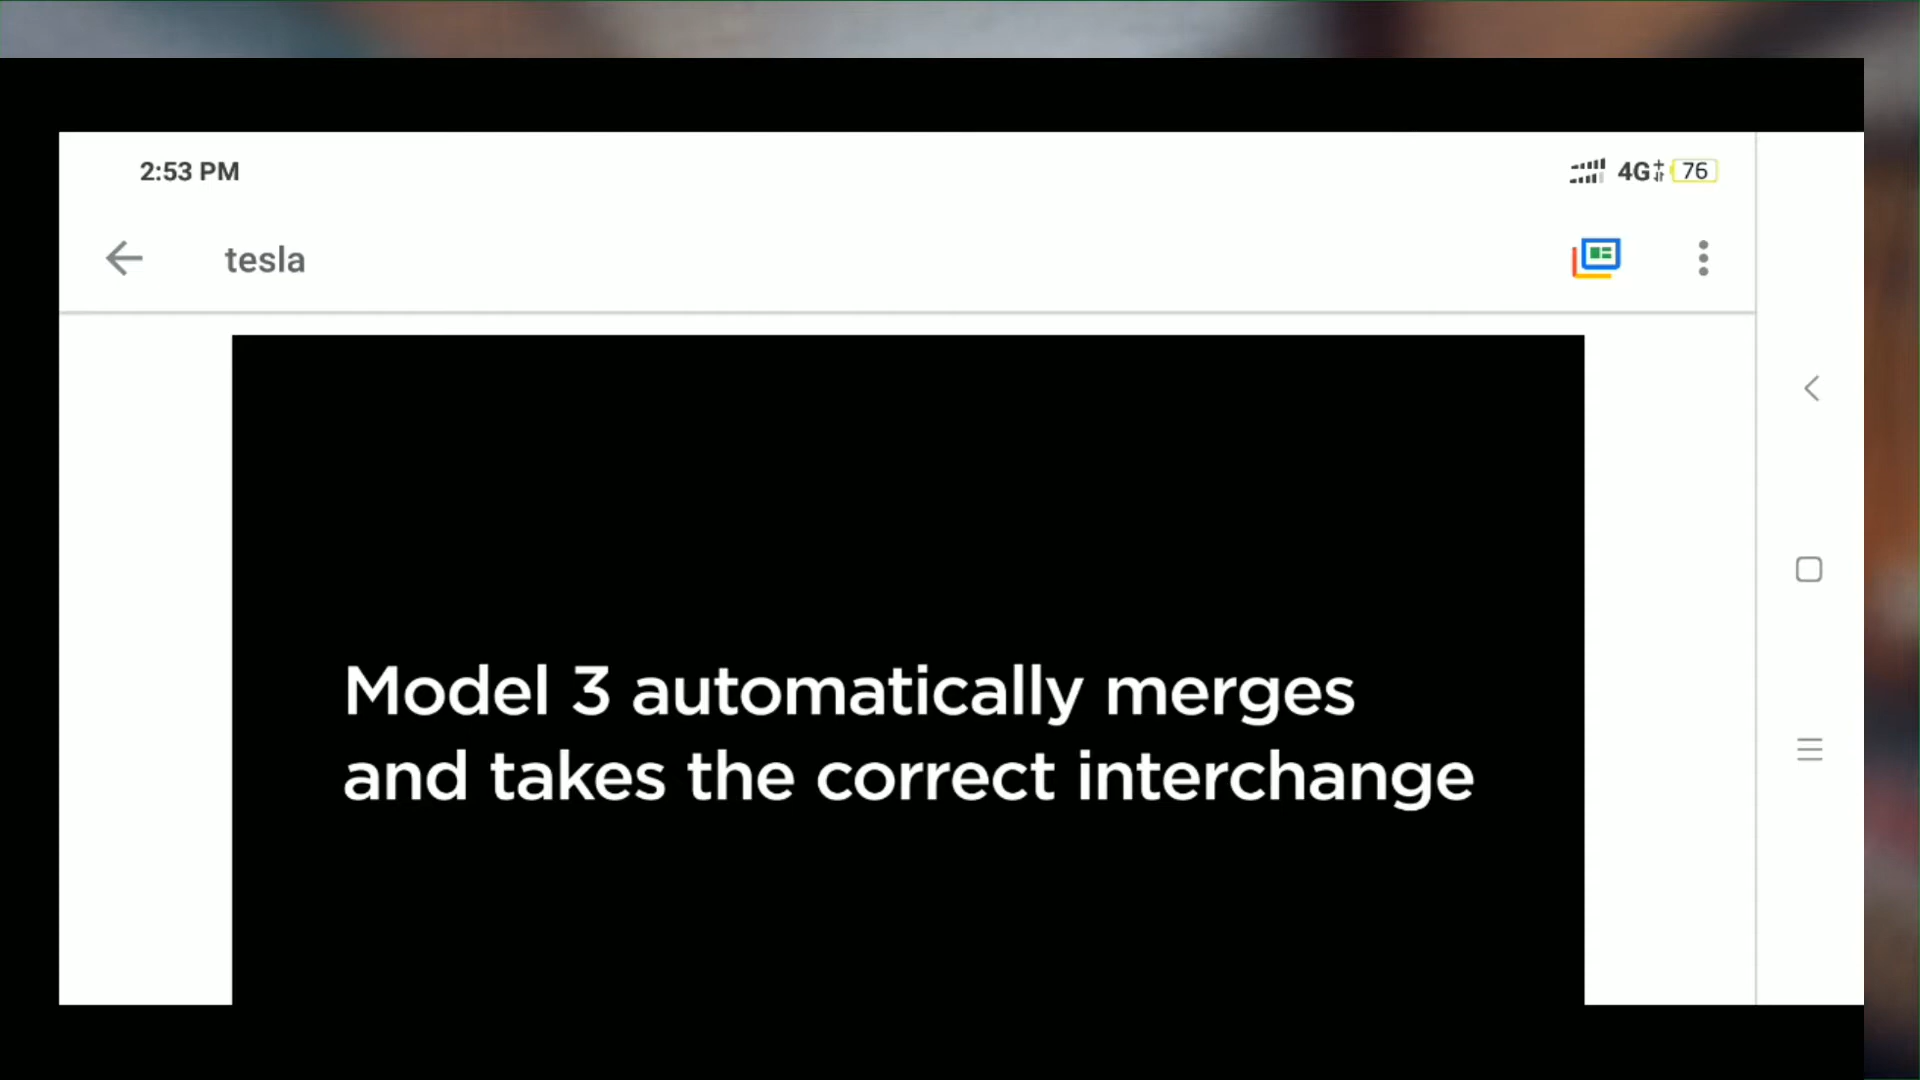 2:53 PM
4G+ 76
tesla
Model 3 automatically merges
and takes the correct interchange